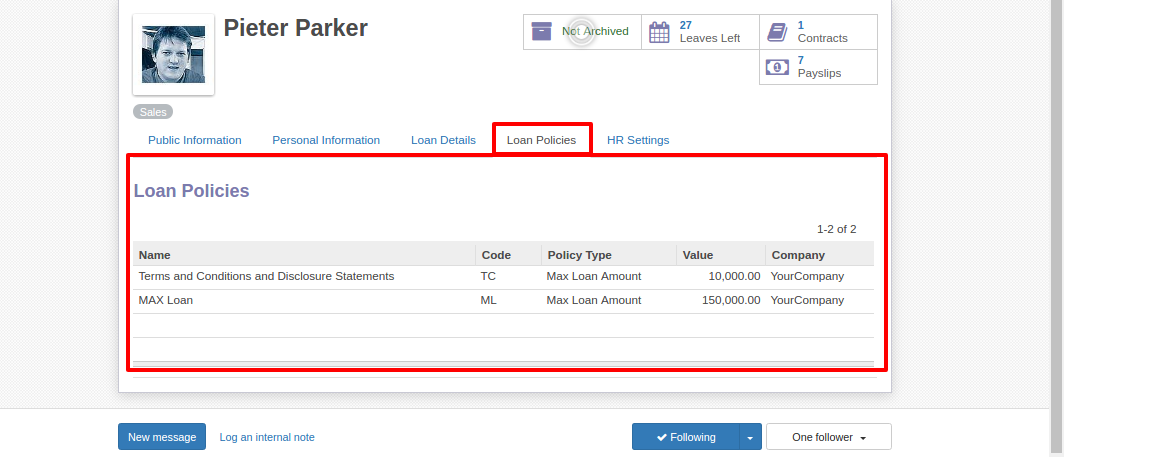 Pieter Parker
Not Archived
27
Leaves Left
1
Contracts
7
Payslips
Sales
Public Information Personal Information Loan Details Loan Policies HR Settings
Loan Policies
1-2 of 2
Name Code Policy Type Value Company
Terms and Conditions and Disclosure Statements TC Max Loan Amount 10,000.00 YourCompany
MAX Loan ML Max Loan Amount 150,000.00 YourCompany
New message Log an internal note Following One follower